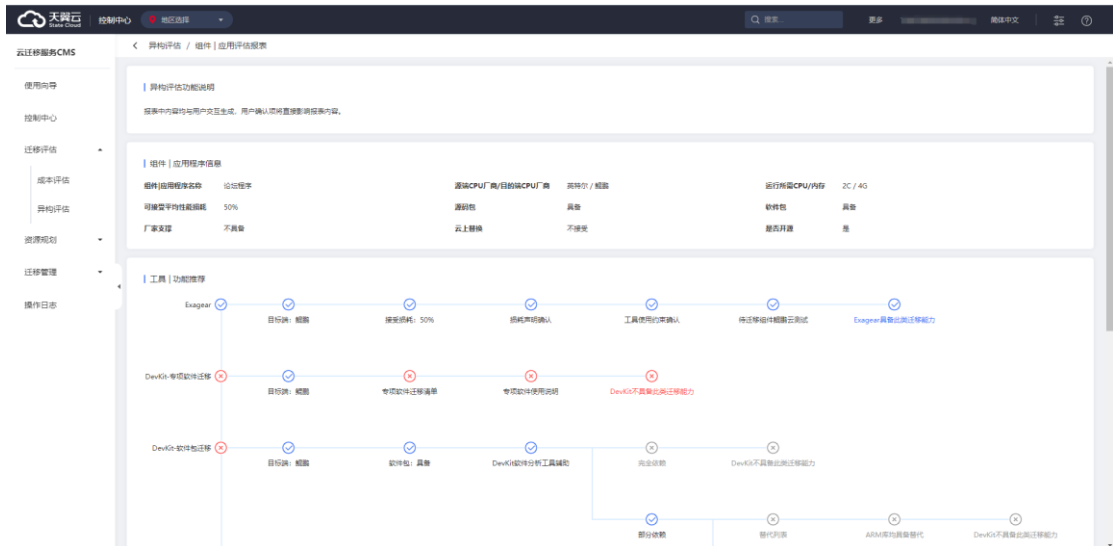 天翼云 State Cloud 控制中心 地区选择 搜索... 更多 简体中文
云迁移服务CMS
异构评估 / 组件 | 应用评估报表
使用向导
控制中心
迁移评估
成本评估
异构评估
资源规划
迁移管理
操作日志
异构评估功能说明
报表中内容均与用户交互生成，用户确认项将直接影响报表内容。
组件 | 应用程序信息
组件|应用程序名称 论坛程序 源端CPU厂商/目的端CPU厂商 英特尔 / 鲲鹏 运行所需CPU/内存 2C / 4G
可接受平均性能损耗 50% 源码包 具备 软件包 具备
厂家支撑 不具备 云上替换 不接受 是否开源 是
工具 | 功能推荐
Exagear
目标端：鲲鹏 接受损耗：50% 损耗声明确认 工具使用约束确认 待迁移组件鲲鹏云测试 Exagear具备此类迁移能力
DevKit-专项软件迁移
目标端：鲲鹏 专项软件迁移清单 专项软件使用说明 DevKit不具备此类迁移能力
DevKit-软件包迁移
目标端：鲲鹏 软件包：具备 DevKit软件分析工具辅助 完全依赖 DevKit不具备此类迁移能力
部分依赖 替代列表 ARM库均具备替代 DevKit不具备此类迁移能力